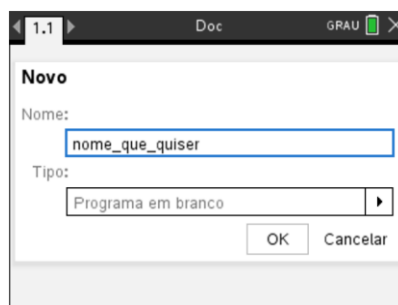 1.1 Doc GRAU
Novo
Nome:
nome_que_quiser
Tipo:
Programa em branco
OK Cancelar